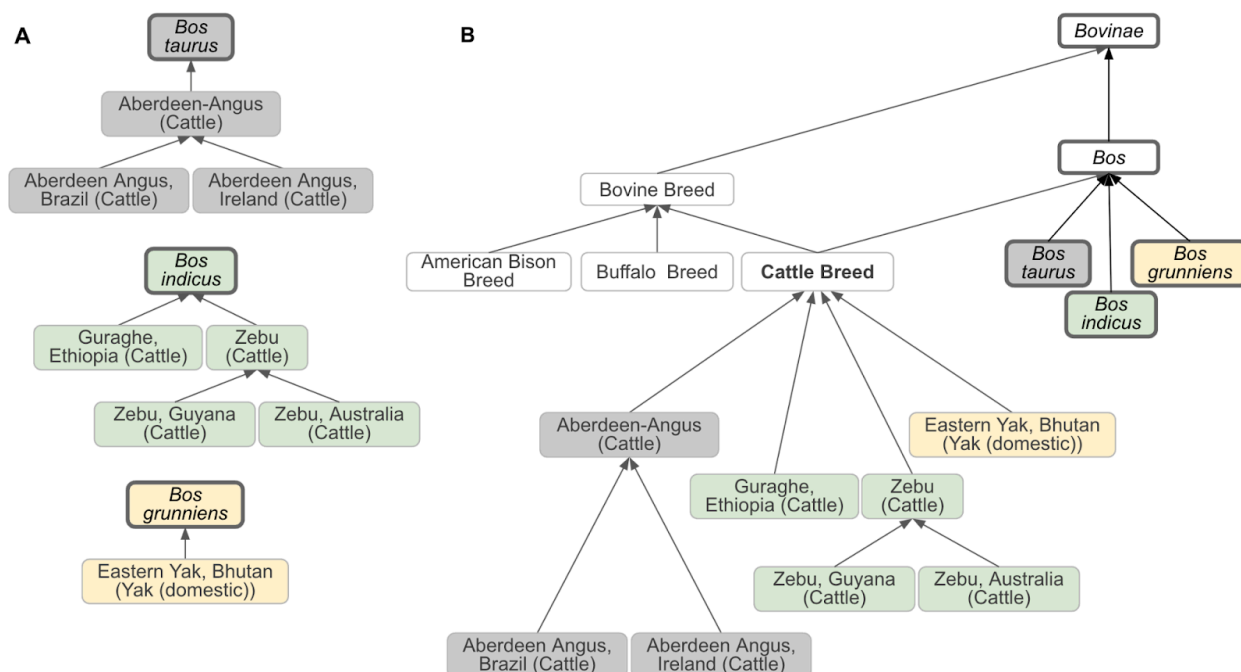 A
Bos
taurus
Aberdeen-Angus
(Cattle)
Aberdeen Angus,
Brazil (Cattle)
Aberdeen Angus,
Ireland (Cattle)
Bos
indicus
Guraghe,
Ethiopia (Cattle)
Zebu
(Cattle)
Zebu, Guyana
(Cattle)
Zebu, Australia
(Cattle)
Bos
grunniens
Eastern Yak, Bhutan
(Yak (domestic))
B
Bovinae
Bos
Bovine Breed
American Bison
Breed
Buffalo Breed
Cattle Breed
Bos
taurus
Bos
indicus
Bos
grunniens
Aberdeen-Angus
(Cattle)
Eastern Yak, Bhutan
(Yak (domestic))
Guraghe,
Ethiopia (Cattle)
Zebu
(Cattle)
Zebu, Guyana
(Cattle)
Zebu, Australia
(Cattle)
Aberdeen Angus,
Brazil (Cattle)
Aberdeen Angus,
Ireland (Cattle)